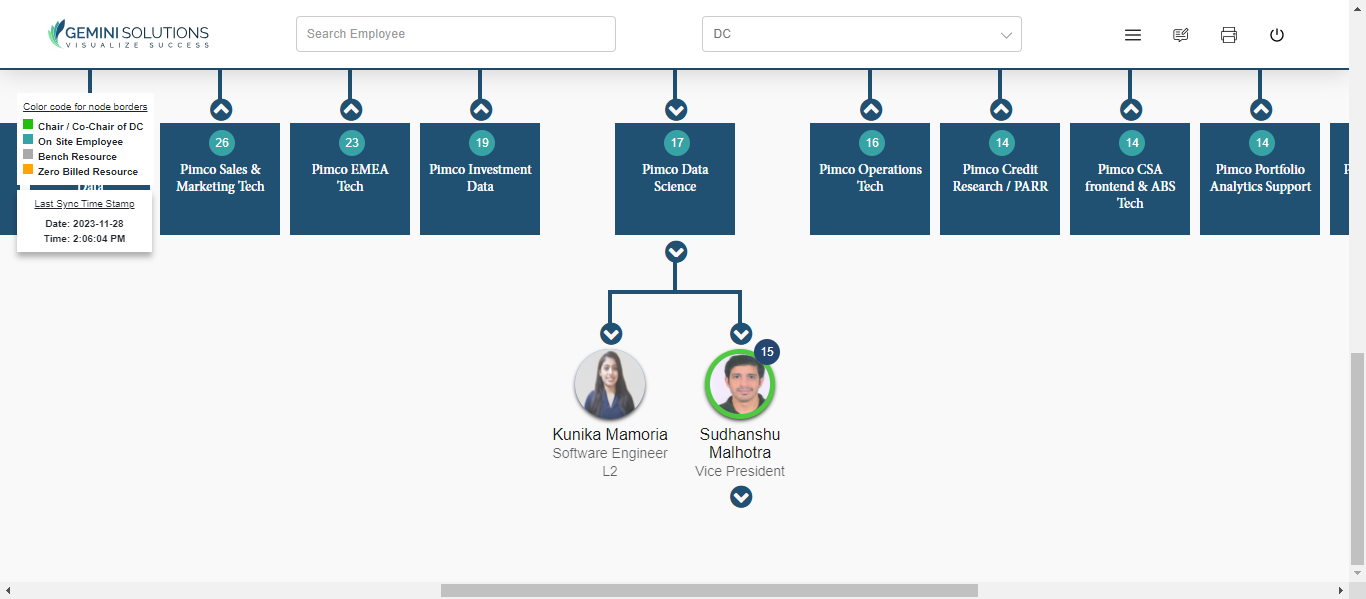 GEMINI SOLUTIONS
VISUALIZE SUCCESS
Search Employee
DC
Color code for node borders
Chair / Co-Chair of DC
On Site Employee
Bench Resource
Zero Billed Resource
Data
Last Sync Time Stamp
Date: 2023-11-28
Time: 2:06:04 PM
26
Pimco Sales &
Marketing Tech
23
Pimco EMEA
Tech
19
Pimco Investment
Data
17
Pimco Data
Science
16
Pimco Operations
Tech
14
Pimco Credit
Research / PARR
14
Pimco CSA
frontend & ABS
Tech
14
Pimco Portfolio
Analytics Support
15
Kunika Mamoria
Software Engineer
L2
Sudhanshu
Malhotra
Vice President